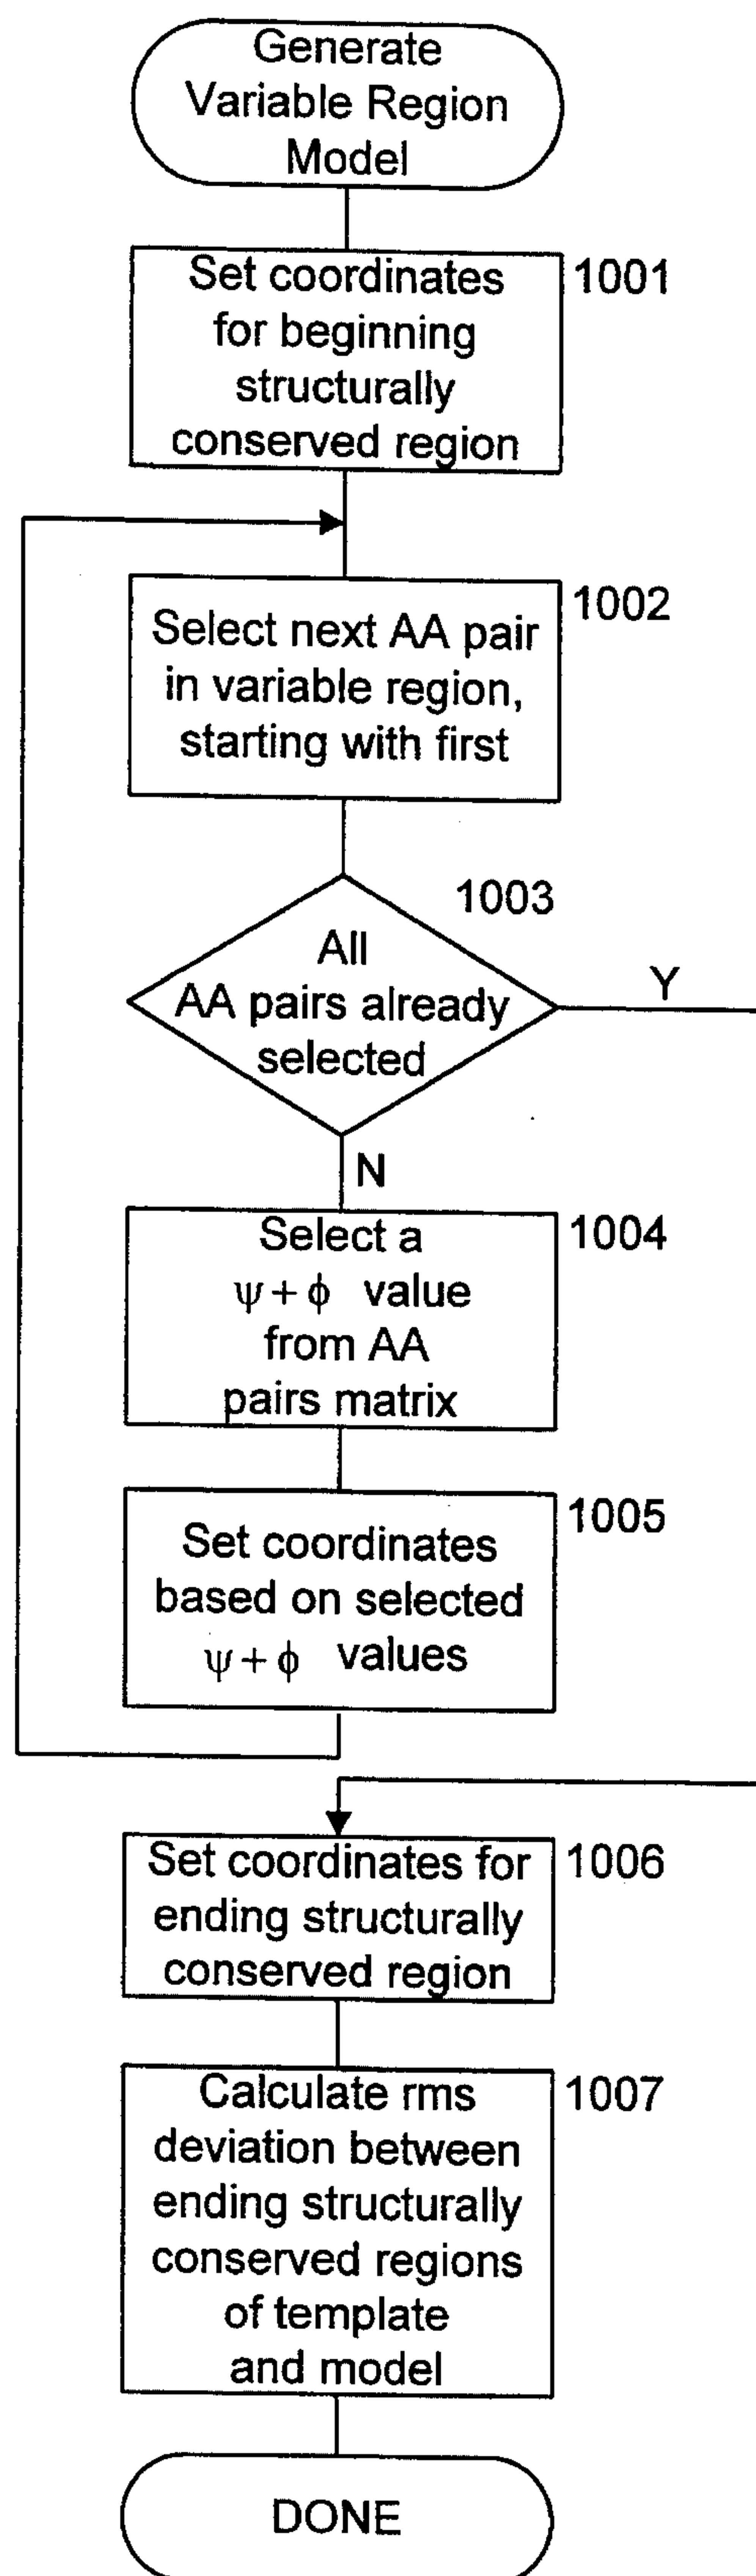 Generate
Variable Region
Model
Set coordinates
for beginning
structurally
conserved region
1001
Select next AA pair
in variable region,
starting with first
1002
1003
All
AA pairs already
selected
Y
N
Select a
ψ + ϕ value
from AA
pairs matrix
1004
Set coordinates
based on selected
ψ + ϕ values
1005
Set coordinates for
ending structurally
conserved region
1006
Calculate rms
deviation between
ending structurally
conserved regions
of template
and model
1007
DONE